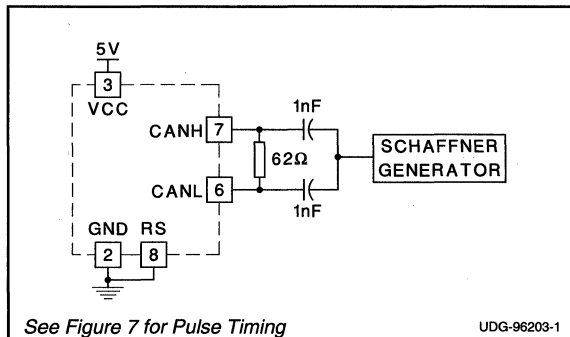 5V
3
VCC
CANH 7
1nF
62Ω
SCHAFFNER
GENERATOR
CANL 6
1nF
GND RS
2 8
See Figure 7 for Pulse Timing
UDG-96203-1